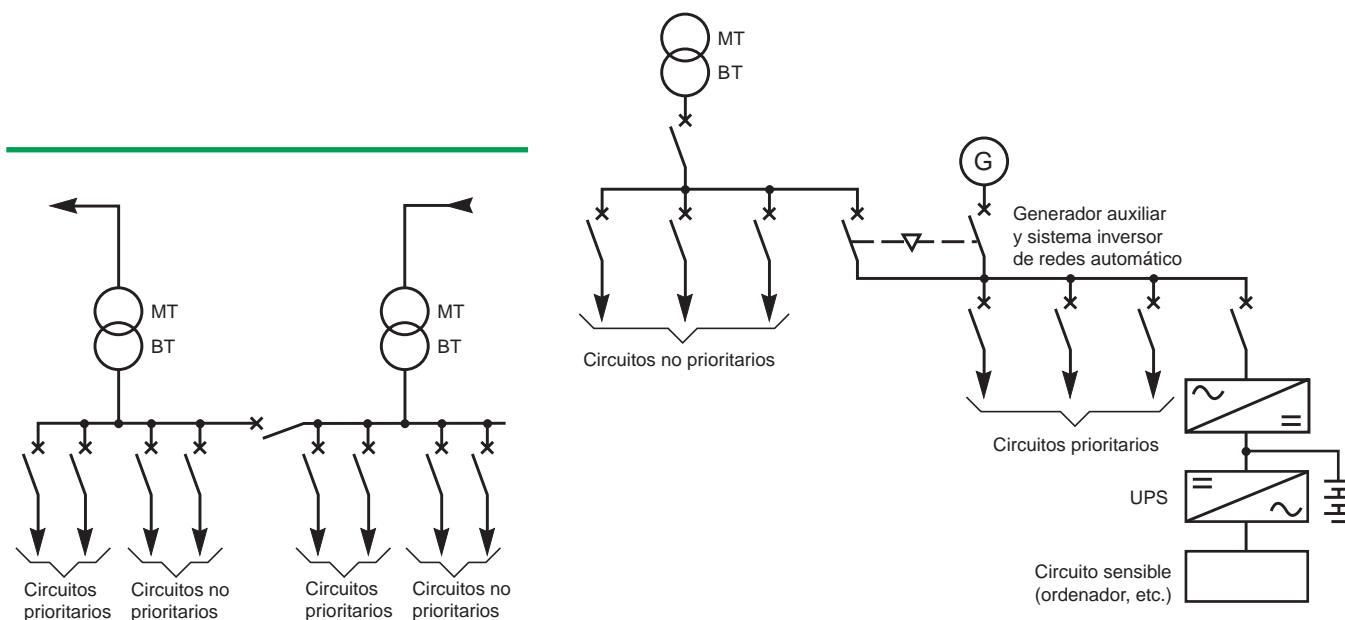 MT
BT
G
Generador auxiliar
y sistema inversor
de redes automático
MT
BT
MT
BT
Circuitos no prioritarios
Circuitos prioritarios
UPS
Circuitos
prioritarios
Circuitos no
prioritarios
Circuitos
prioritarios
Circuitos no
prioritarios
Circuito sensible
(ordenador, etc.)